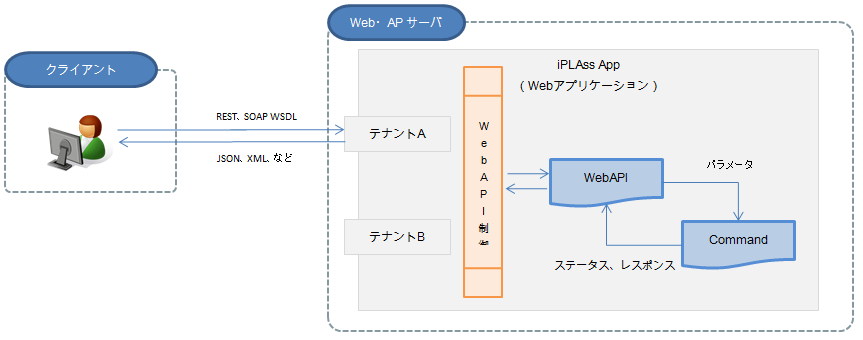 Web・AP サーバ
クライアント
iPLAss App
（Webアプリケーション）
REST、SOAP WSDL
JSON、XML、など
テナントA
テナントB
WebAPI制御
WebAPI
パラメータ
Command
ステータス、レスポンス